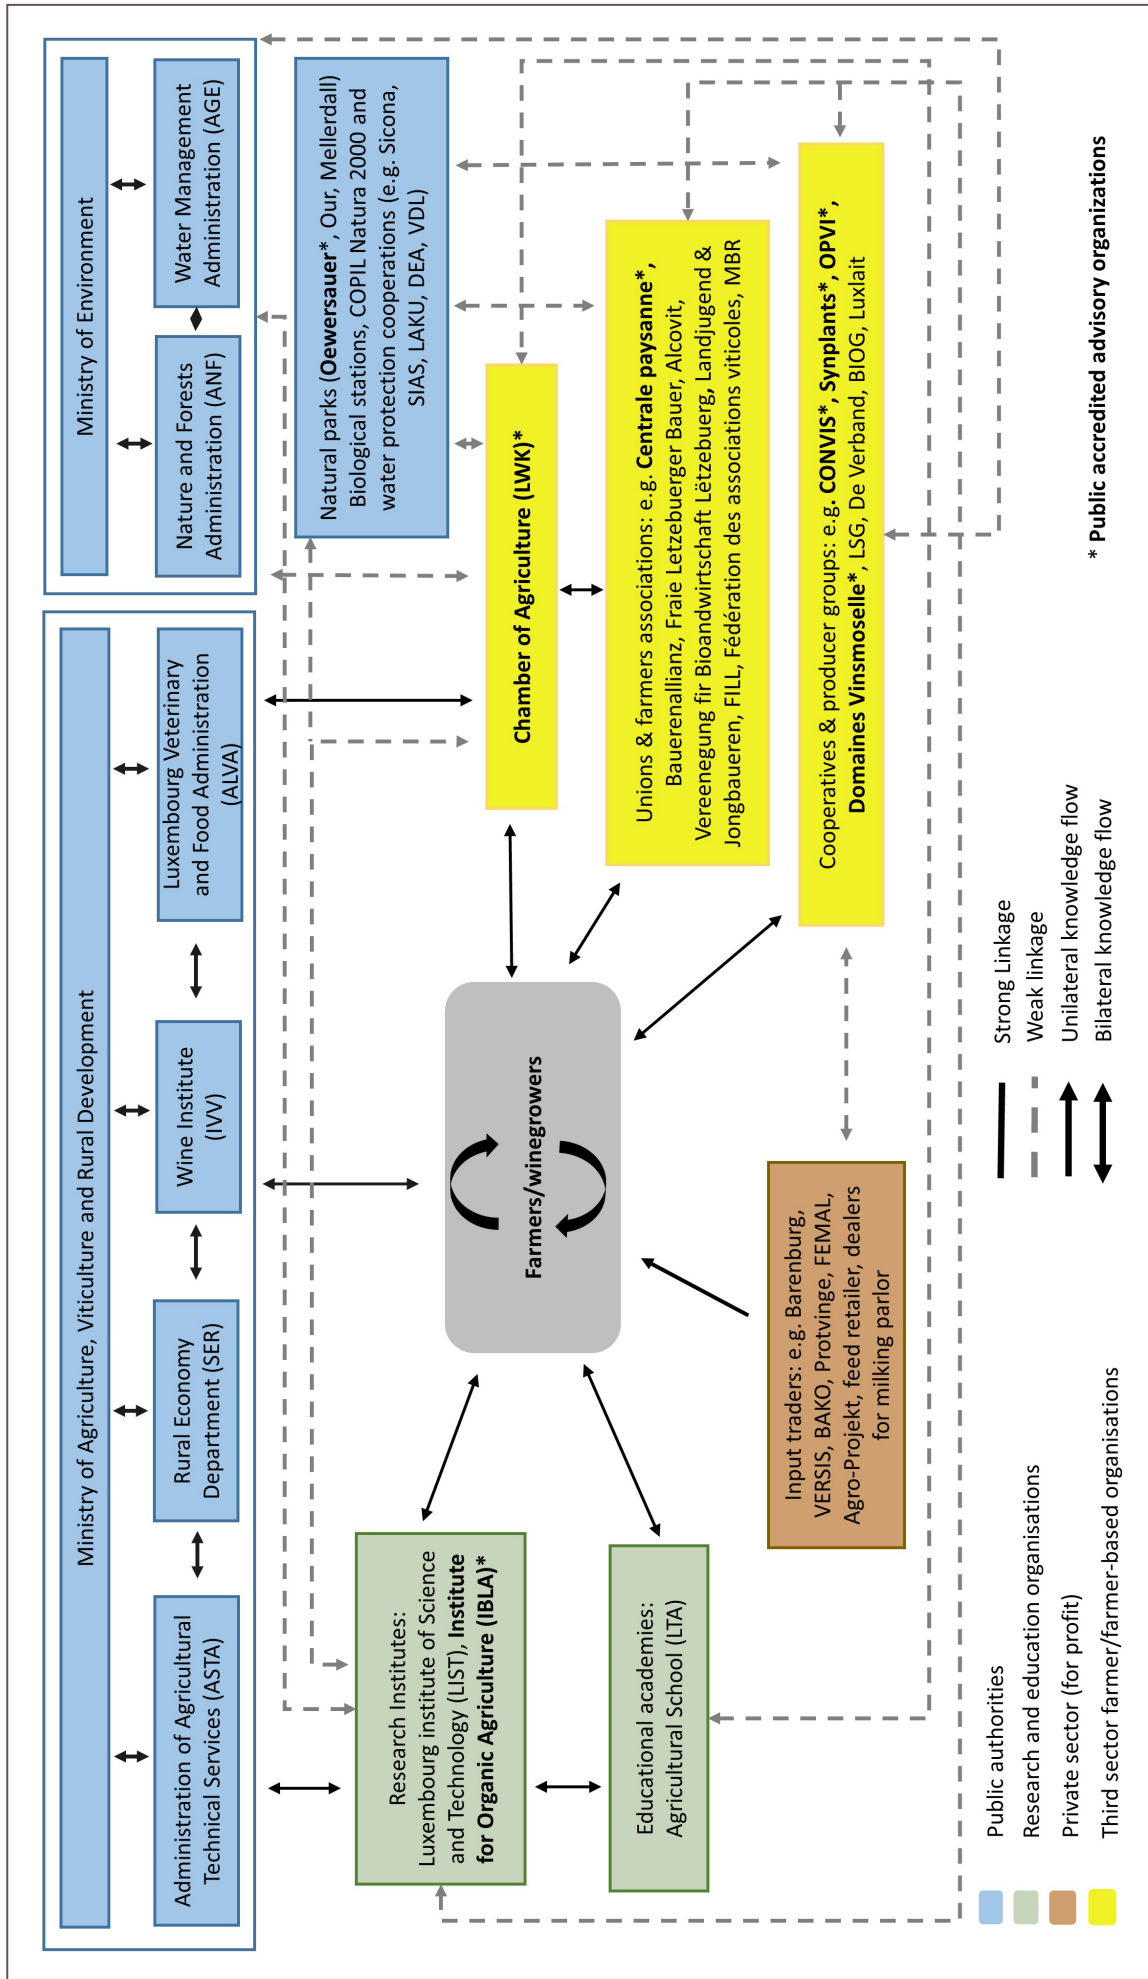 Ministry of Agriculture, Viticulture and Rural Development
Administration of Agricultural
Technical Services (ASTA)
Rural Economy
Department (SER)
Wine Institute
(IVV)
Luxembourg Veterinary
and Food Administration
(ALVA)
Ministry of Environment
Nature and Forests
Administration (ANF)
Water Management
Administration (AGE)
Research Institutes:
Luxembourg institute of Science
and Technology (LIST), Institute
for Organic Agriculture (IBLA)*
Educational academies:
Agricultural School (LTA)
Farmers/winegrowers
Input traders: e.g. Barenburg,
VERSIS, BAKO, Protvinge, FEMAL,
Agro-Projekt, feed retailer, dealers
for milking parlor
Natural parks (Oewersauer*, Our, Mellerdall)
Biological stations, COPIL Natura 2000 and
water protection cooperations (e.g. Sicona,
SIAS, LAKU, DEA, VDL)
Chamber of Agriculture (LWK)*
Unions & farmers associations: e.g. Centrale paysanne*,
Bauerenallianz, Fraie Letzebuerger Bauer, Alcovit,
Vereenegung fir Bioandwirtschaft Lëtzebuerg, Landjugend &
Jongbaueren, FILL, Fédération des associations viticoles, MBR
Cooperatives & producer groups: e.g. CONVIS*, Synplants*, OPVI*,
Domaines Vinsmoselle*, LSG, De Verband, BIOG, Luxlait
Public authorities
Research and education organisations
Private sector (for profit)
Third sector farmer/farmer-based organisations
Strong Linkage
Weak linkage
Unilateral knowledge flow
Bilateral knowledge flow
* Public accredited advisory organizations